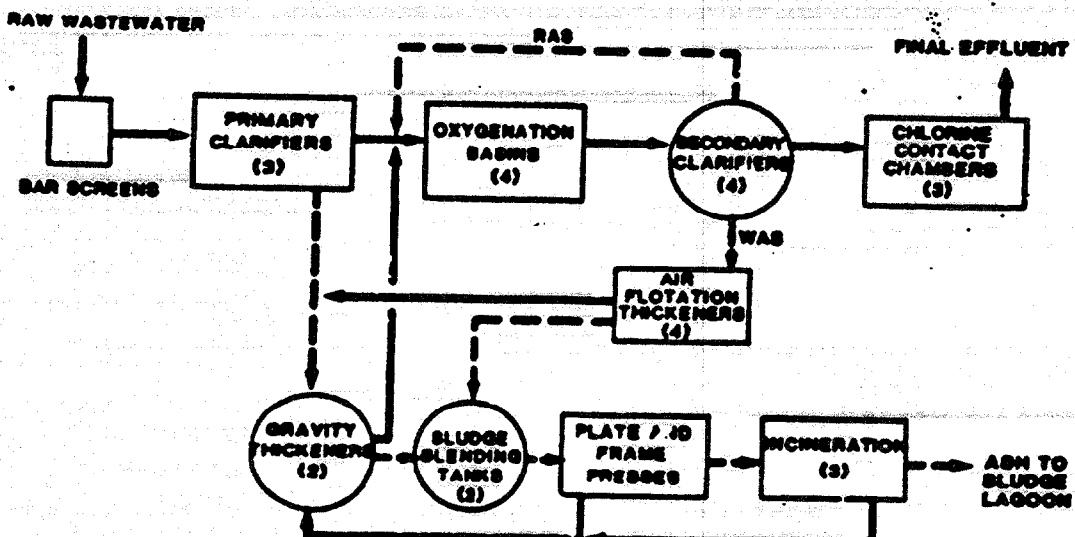 RAW WASTEWATER
RAS
FINAL EFFLUENT
PRIMARY
CLARIFIERS
(3)
OXYGENATION
BASINS
(4)
SECONDARY
CLARIFIERS
(4)
CHLORINE
CONTACT
CHAMBERS
(3)
BAR SCREENS
WAS
AIR
FLOTATION
THICKENERS
(4)
GRAVITY
THICKENERS
(2)
SLUDGE
BLENDING
TANKS
(2)
PLATE
FRAME
PRESSES
INCINERATION
(3)
ASH TO
SLUDGE
LAGOON